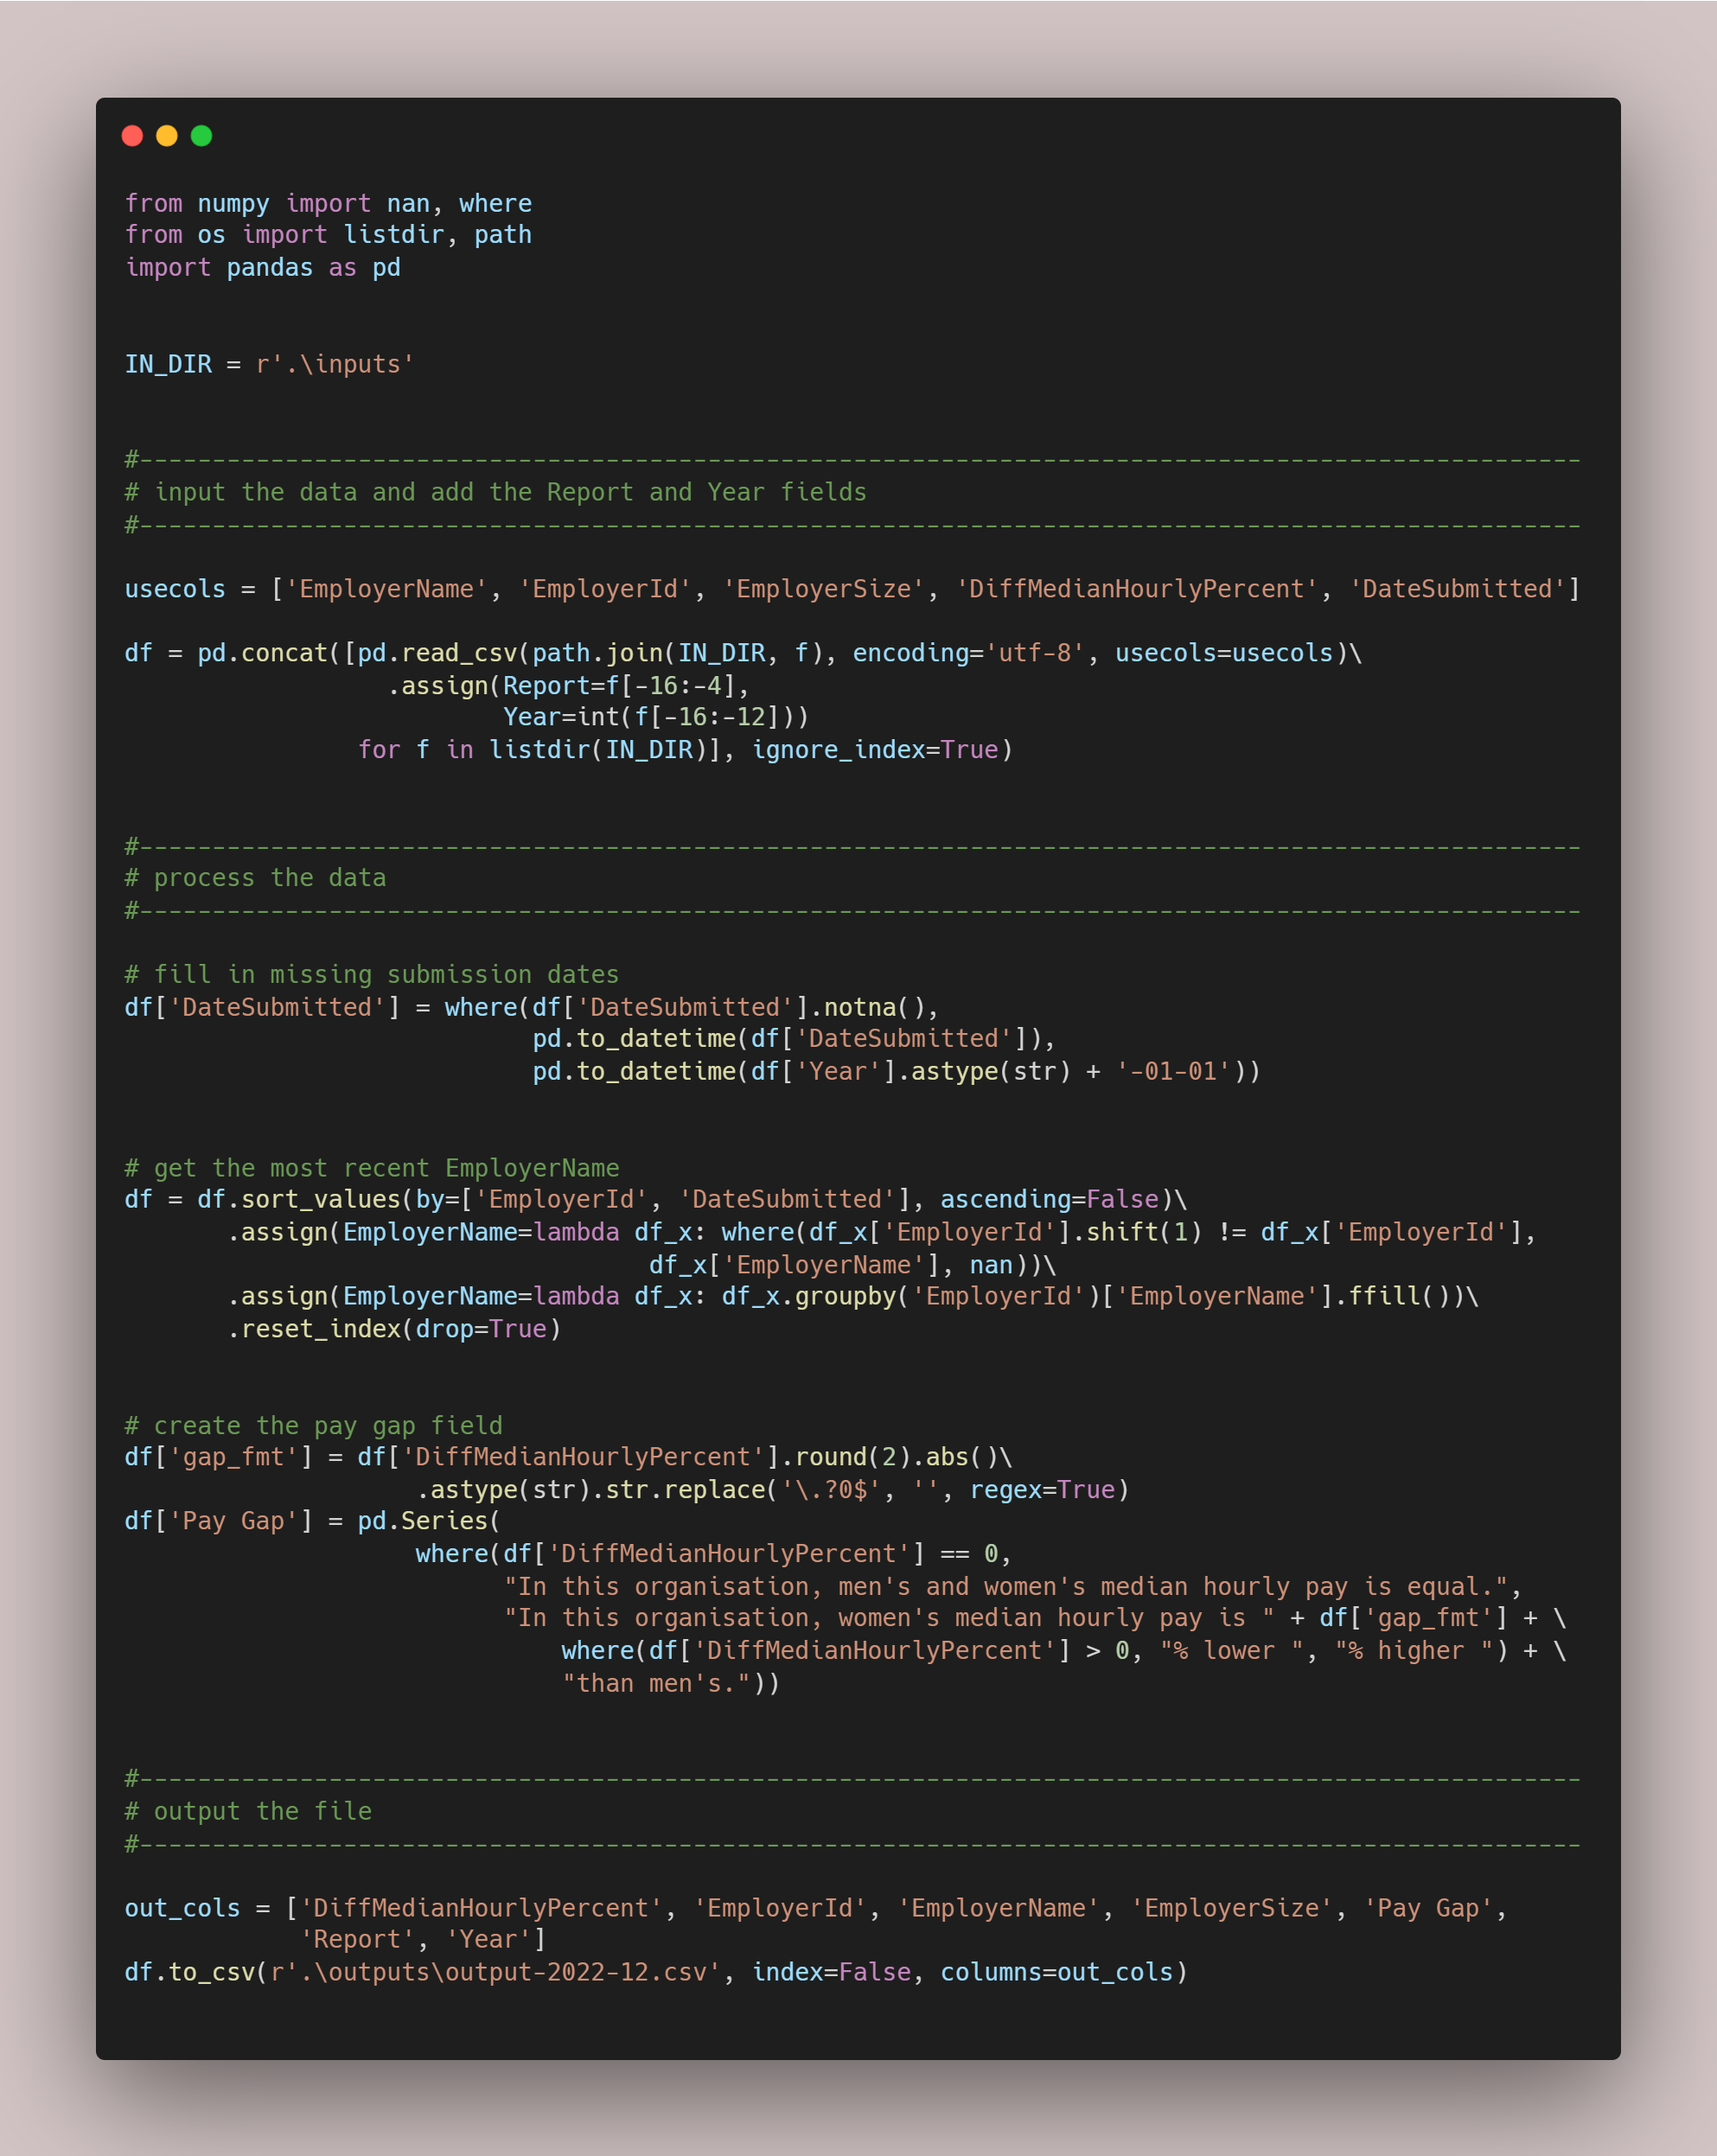 from numpy import nan, where
from os import listdir, path
import pandas as pd


IN_DIR = r'.\inputs'


#---------------------------------------------------------------------------------------------------
# input the data and add the Report and Year fields
#---------------------------------------------------------------------------------------------------

usecols = ['EmployerName', 'EmployerId', 'EmployerSize', 'DiffMedianHourlyPercent', 'DateSubmitted']

df = pd.concat([pd.read_csv(path.join(IN_DIR, f), encoding='utf-8', usecols=usecols)\
                  .assign(Report=f[-16:-4],
                          Year=int(f[-16:-12]))
                for f in listdir(IN_DIR)], ignore_index=True)


#---------------------------------------------------------------------------------------------------
# process the data
#---------------------------------------------------------------------------------------------------

# fill in missing submission dates
df['DateSubmitted'] = where(df['DateSubmitted'].notna(),
                            pd.to_datetime(df['DateSubmitted']),
                            pd.to_datetime(df['Year'].astype(str) + '-01-01'))


# get the most recent EmployerName
df = df.sort_values(by=['EmployerId', 'DateSubmitted'], ascending=False)\
       .assign(EmployerName=lambda df_x: where(df_x['EmployerId'].shift(1) != df_x['EmployerId'],
                                    df_x['EmployerName'], nan))\
       .assign(EmployerName=lambda df_x: df_x.groupby('EmployerId')['EmployerName'].ffill())\
       .reset_index(drop=True)


# create the pay gap field
df['gap_fmt'] = df['DiffMedianHourlyPercent'].round(2).abs()\
                    .astype(str).str.replace('\.?0$', '', regex=True)
df['Pay Gap'] = pd.Series(
                    where(df['DiffMedianHourlyPercent'] == 0,
                          "In this organisation, men's and women's median hourly pay is equal.",
                          "In this organisation, women's median hourly pay is " + df['gap_fmt'] + \
                              where(df['DiffMedianHourlyPercent'] > 0, "% lower ", "% higher ") + \
                              "than men's."))


#---------------------------------------------------------------------------------------------------
# output the file
#---------------------------------------------------------------------------------------------------

out_cols = ['DiffMedianHourlyPercent', 'EmployerId', 'EmployerName', 'EmployerSize', 'Pay Gap',
            'Report', 'Year']
df.to_csv(r'.\outputs\output-2022-12.csv', index=False, columns=out_cols)